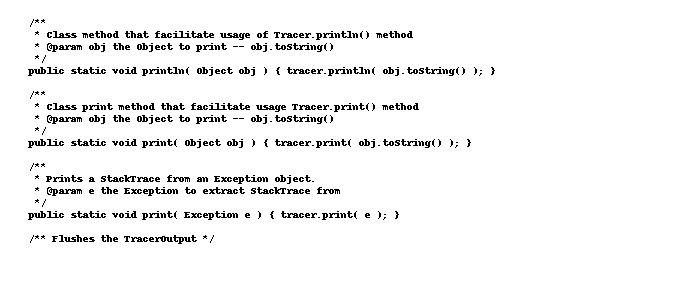 /**
 * Class method that facilitate usage of Tracer.println() method
 * @param obj the Object to print -- obj.toString()
 */
public static void println( Object obj ) { tracer.println( obj.toString() ); }

/**
 * Class print method that facilitate usage Tracer.print() method
 * @param obj the Object to print -- obj.toString()
 */
public static void print( Object obj ) { tracer.print( obj.toString() ); }

/**
 * Prints a StackTrace from an Exception object.
 * @param e the Exception to extract StackTrace from
 */
public static void print( Exception e ) { tracer.print( e ); }

/** Flushes the TracerOutput */